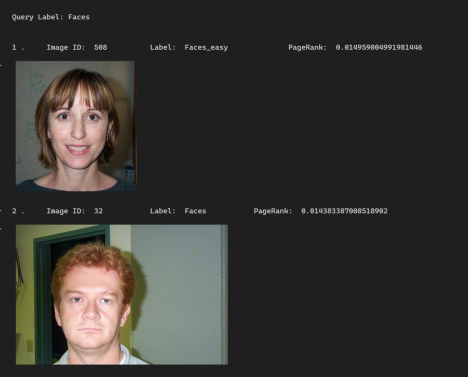 Query Label: Faces
1 . Image ID: 508 Label: Faces_easy PageRank: 0.014959004991981446
2 . Image ID: 32 Label: Faces PageRank: 0.014383387008518902